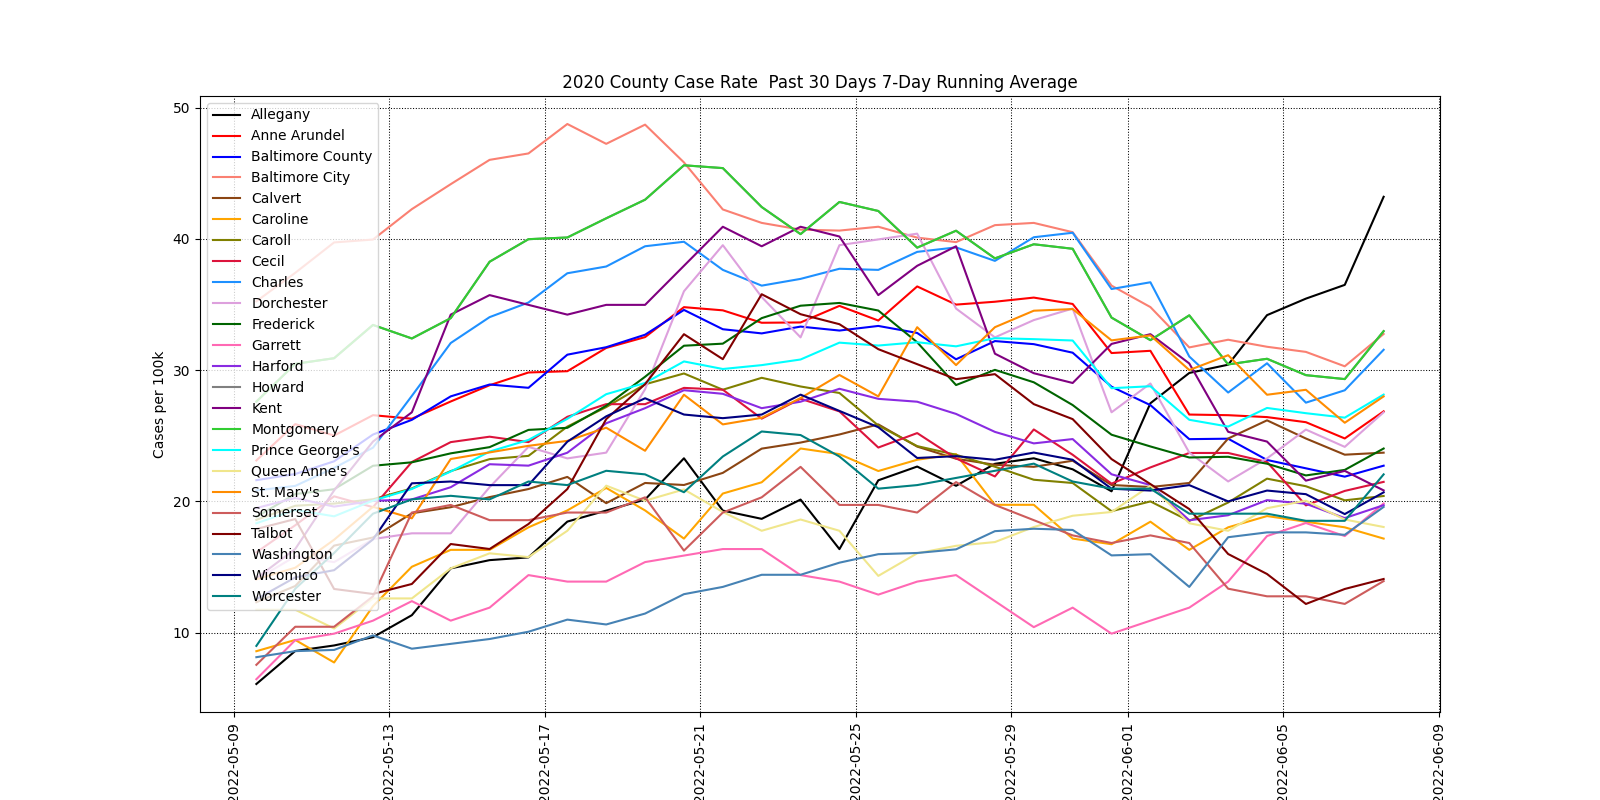 2020 County Case Rate  Past 30 Days 7-Day Running Average
Cases per 100k
50
40
30
20
10
Allegany
Anne Arundel
Baltimore County
Baltimore City
Calvert
Caroline
Caroll
Cecil
Charles
Dorchester
Frederick
Garrett
Harford
Howard
Kent
Montgomery
Prince George's
Queen Anne's
St. Mary's
Somerset
Talbot
Washington
Wicomico
Worcester
2022-05-09
2022-05-13
2022-05-17
2022-05-21
2022-05-25
2022-05-29
2022-06-01
2022-06-05
2022-06-09